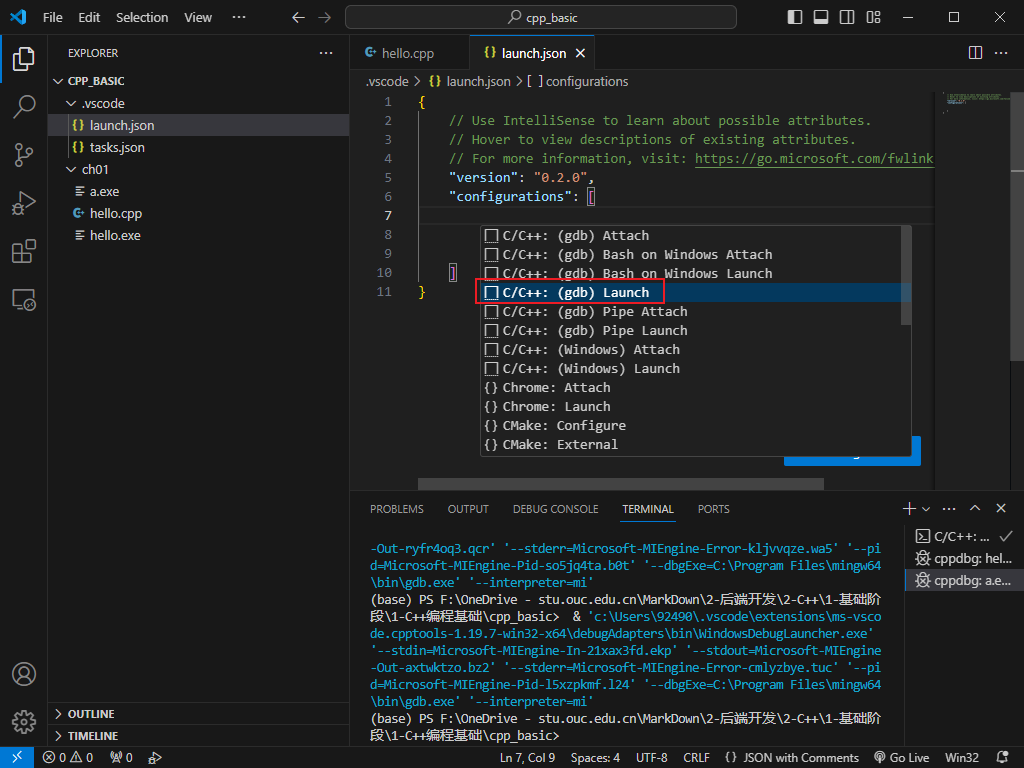 File Edit Selection View ··· cpp_basic
EXPLORER ···
CPP_BASIC
.vscode
{} launch.json
{} tasks.json
ch01
a.exe
hello.cpp
hello.exe
OUTLINE
TIMELINE
hello.cpp {} launch.json
.vscode > {} launch.json > [ ] configurations
1 {
2 // Use IntelliSense to learn about possible attributes.
3 // Hover to view descriptions of existing attributes.
4 // For more information, visit: https://go.microsoft.com/fwlink
5 "version": "0.2.0",
6 "configurations": [
7
8
9
10 ]
11 }
C/C++: (gdb) Attach
C/C++: (gdb) Bash on Windows Attach
C/C++: (gdb) Bash on Windows Launch
C/C++: (gdb) Launch
C/C++: (gdb) Pipe Attach
C/C++: (gdb) Pipe Launch
C/C++: (Windows) Attach
C/C++: (Windows) Launch
{} Chrome: Attach
{} Chrome: Launch
{} CMake: Configure
{} CMake: External
PROBLEMS OUTPUT DEBUG CONSOLE TERMINAL PORTS
-Out-ryfr4oq3.qcr' '--stderr=Microsoft-MIEngine-Error-kljvvqze.wa5' '--pi
d=Microsoft-MIEngine-Pid-so5jq4ta.b0t' '--dbgExe=C:\Program Files\mingw64
\bin\gdb.exe' '--interpreter=mi'
(base) PS F:\OneDrive - stu.ouc.edu.cn\MarkDown\2-后端开发\2-C++\1-基础阶
段\1-C++编程基础\cpp_basic> & 'c:\Users\92490\.vscode\extensions\ms-vsco
de.cpptools-1.19.7-win32-x64\debugAdapters\bin\WindowsDebugLauncher.exe'
'--stdin=Microsoft-MIEngine-In-21xax3fd.ekp' '--stdout=Microsoft-MIEngine
-Out-axtwktzo.bz2' '--stderr=Microsoft-MIEngine-Error-cmlyzbye.tuc' '--pi
d=Microsoft-MIEngine-Pid-l5xzpkmf.l24' '--dbgExe=C:\Program Files\mingw64
\bin\gdb.exe' '--interpreter=mi'
(base) PS F:\OneDrive - stu.ouc.edu.cn\MarkDown\2-后端开发\2-C++\1-基础阶
段\1-C++编程基础\cpp_basic>
C/C++: ...
cppdbg: hel...
cppdbg: a.e...
0 0 0 Ln 7, Col 9 Spaces: 4 UTF-8 CRLF {} JSON with Comments Go Live Win32